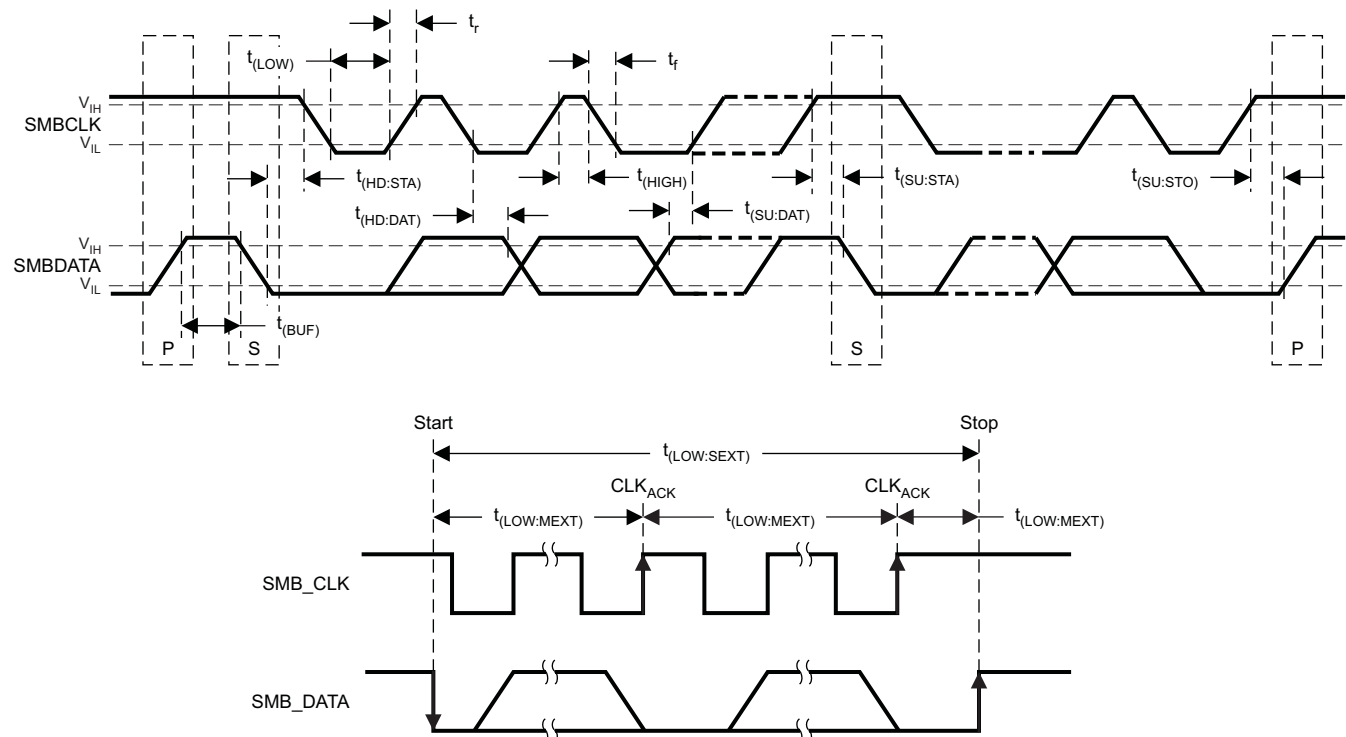 t(LOW)
tr
tf
VIH
SMBCLK
VIL
t(HD:STA)
t(HIGH)
t(SU:STA)
t(SU:STO)
t(HD:DAT)
t(SU:DAT)
VIH
SMBDATA
VIL
t(BUF)
P
S
S
P
Start
Stop
t(LOW:SEXT)
CLKACK
CLKACK
t(LOW:MEXT)
t(LOW:MEXT)
t(LOW:MEXT)
SMB_CLK
SMB_DATA